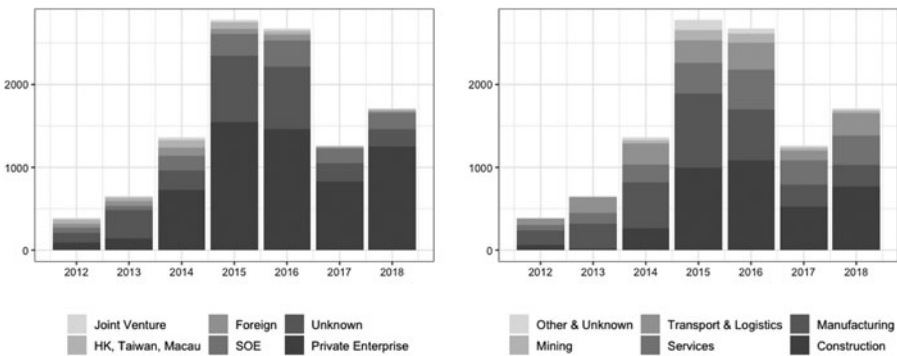 2000
1000
0
2012 2013 2014 2015 2016 2017 2018
Joint Venture Foreign Unknown
HK, Taiwan, Macau SOE Private Enterprise
2000
1000
0
2012 2013 2014 2015 2016 2017 2018
Other & Unknown Transport & Logistics Manufacturing
Mining Services Construction